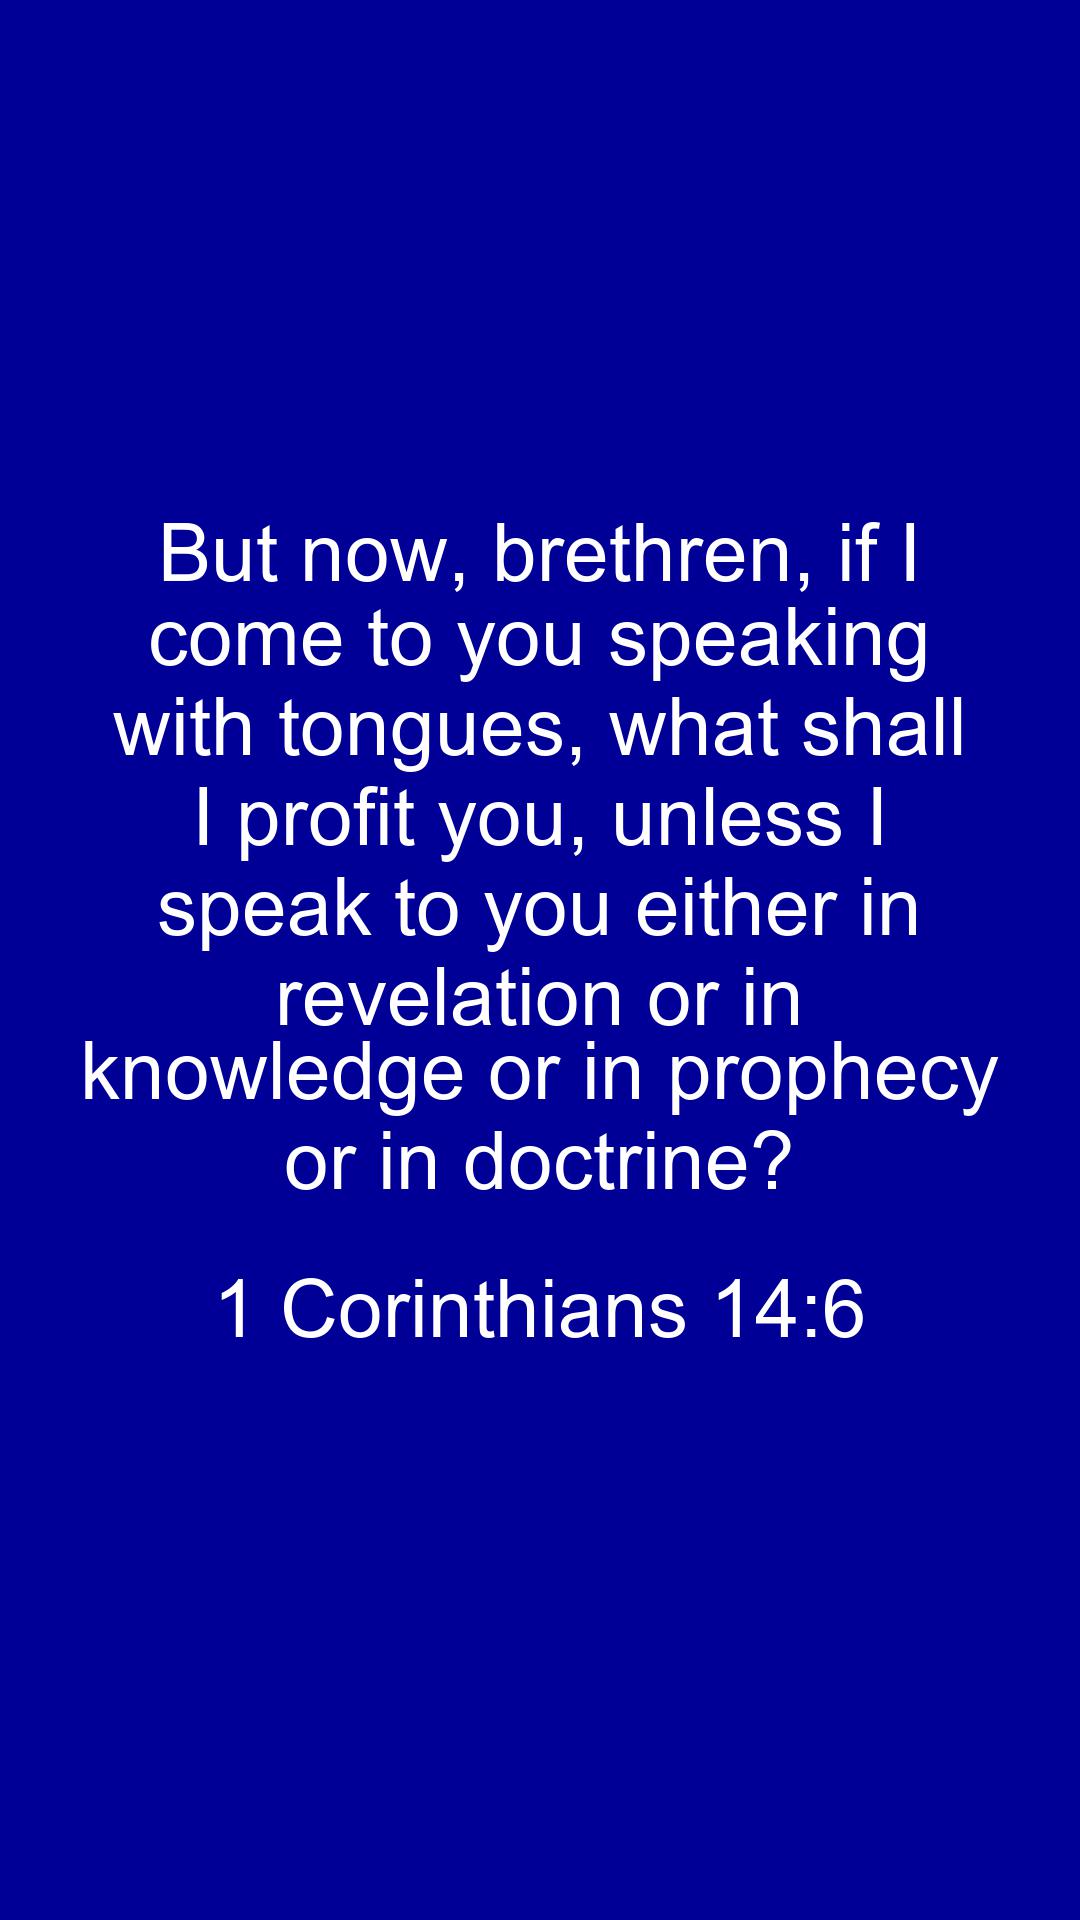 But now, brethren, if I
come to you speaking
with tongues, what shall
I profit you, unless I
speak to you either in
revelation or in
knowledge or in prophecy
or in doctrine?
1 Corinthians 14:6